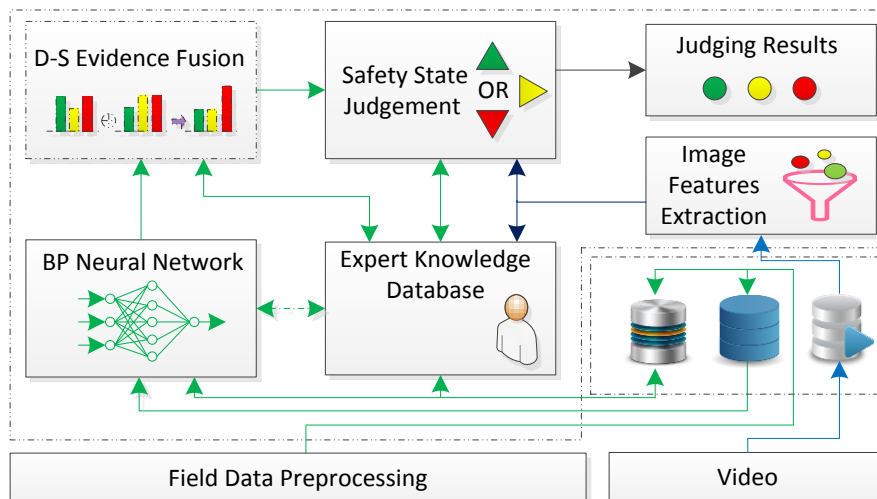 D-S Evidence Fusion
Safety State
Judgement
OR
Judging Results
Image
Features
Extraction
BP Neural Network
Expert Knowledge
Database
Field Data Preprocessing
Video